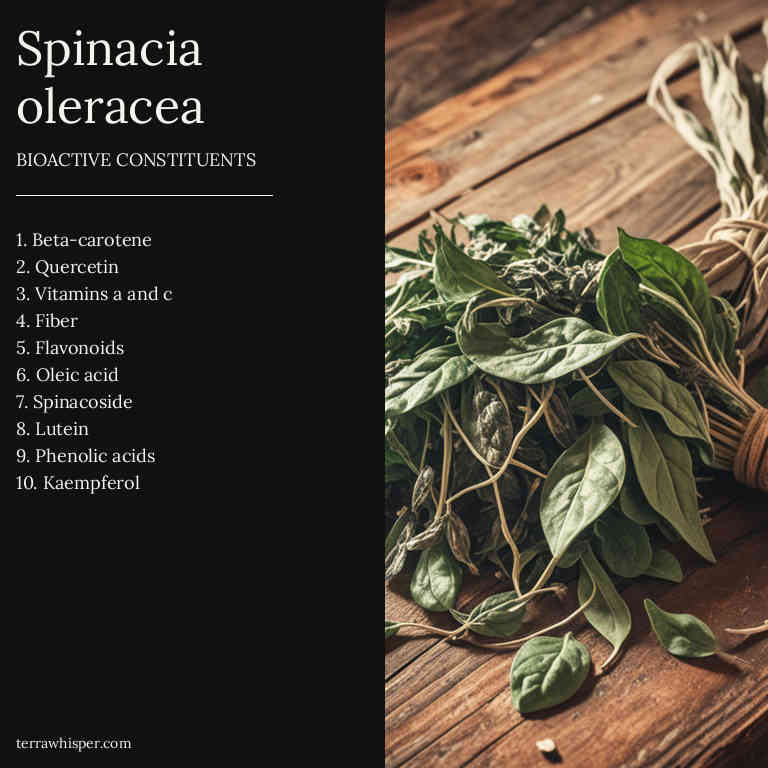 Spinacia
oleracea
BIOACTIVE CONSTITUENTS
1. Beta-carotene
2. Quercetin
3. Vitamins a and c
4. Fiber
5. Flavonoids
6. Oleic acid
7. Spinacoside
8. Lutein
9. Phenolic acids
10. Kaempferol
terrawhisper.com